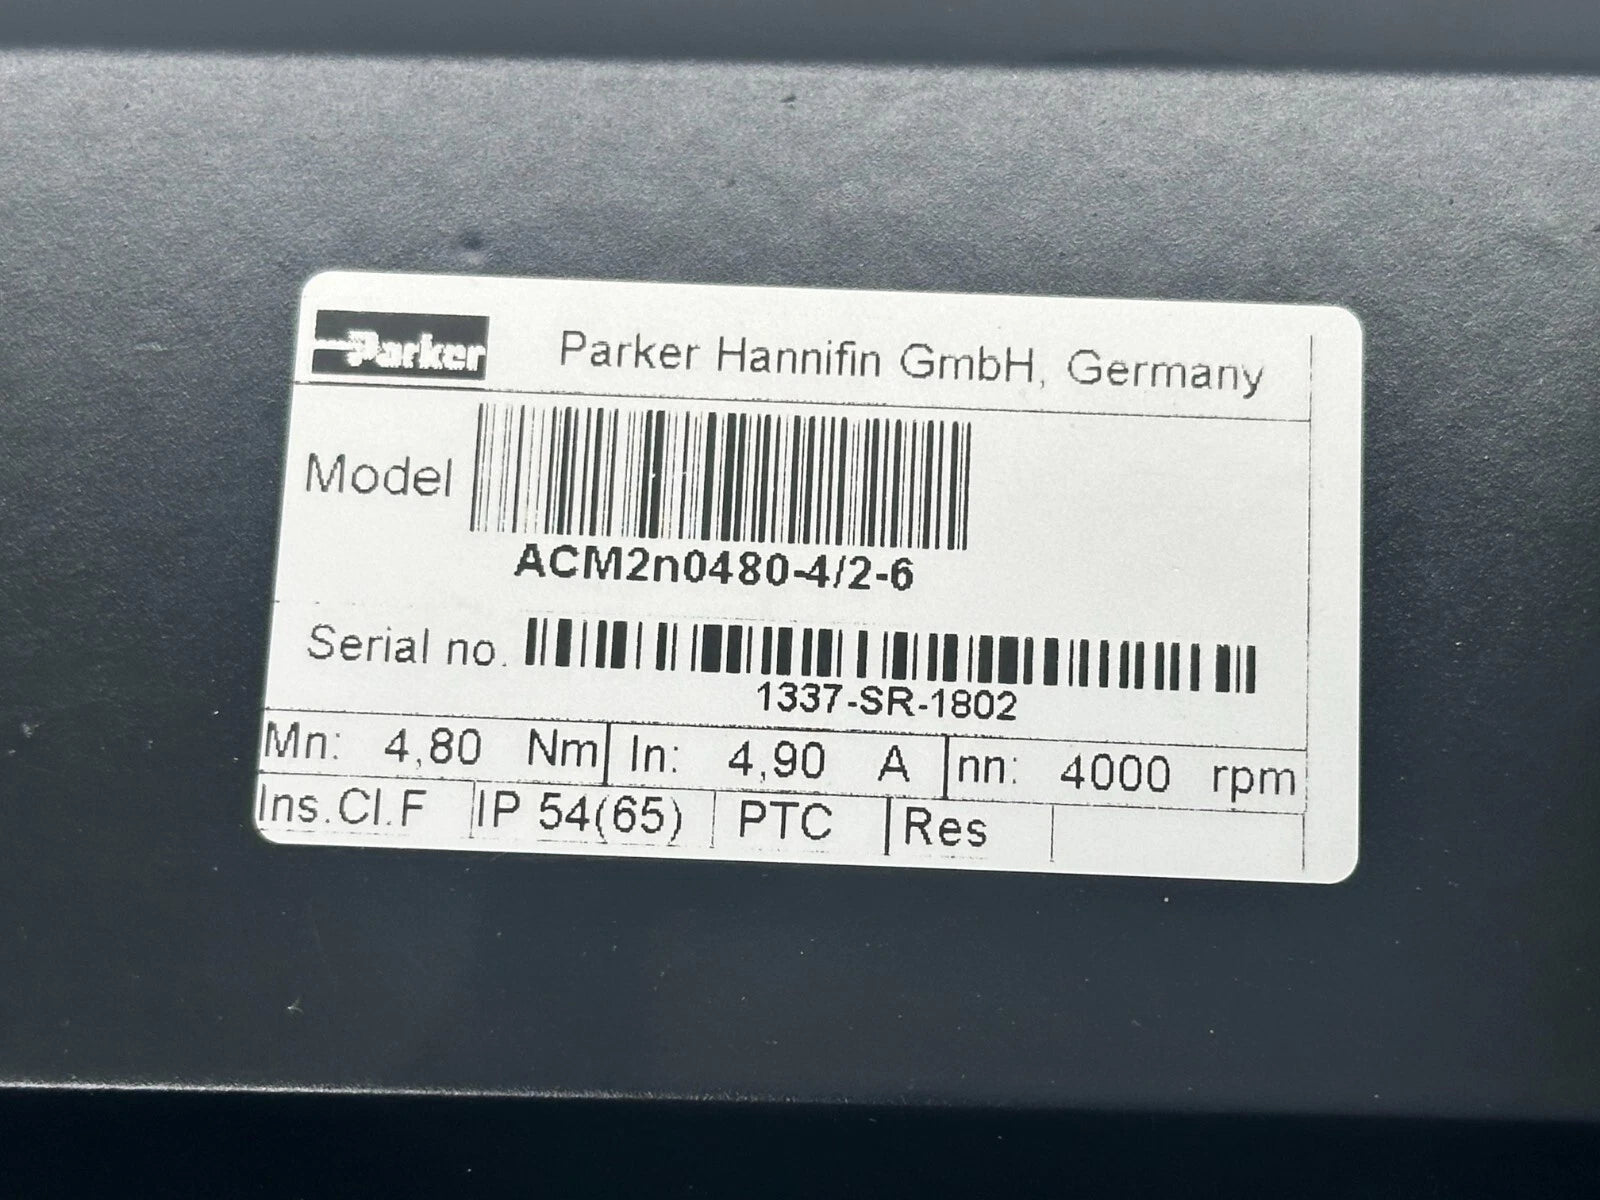 Parker Parker Hannifin GmbH, Germany
Model
ACM2n0480-4/2-6
Serial no.
1337-SR-1802
Mn: 4,80 Nm In: 4,90 A nn: 4000 rpm
Ins.Cl.F IP 54(65) PTC Res